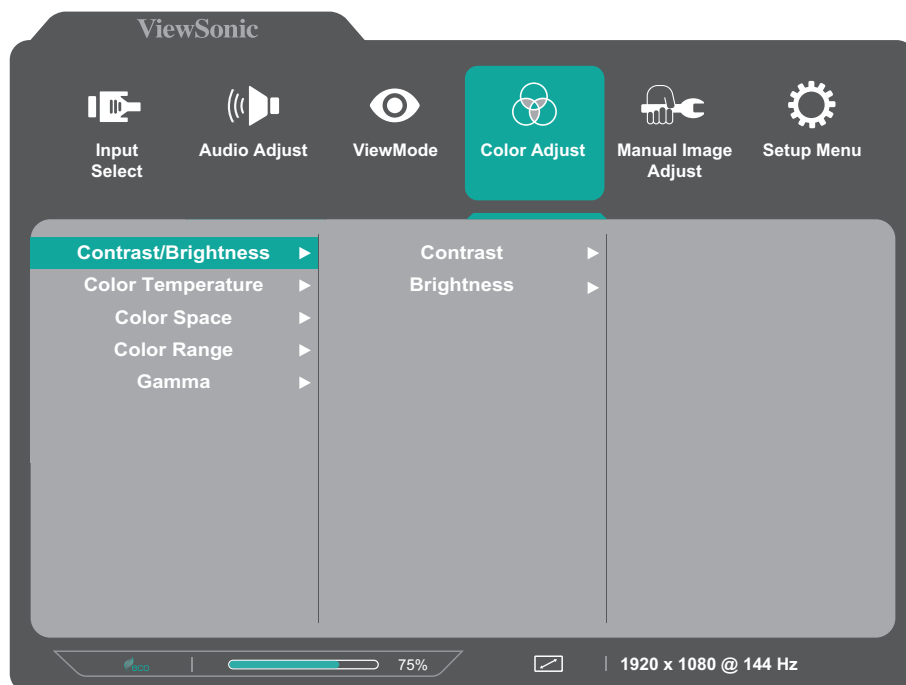 ViewSonic
Input Select
Audio Adjust
ViewMode
Color Adjust
Manual Image Adjust
Setup Menu
Contrast/Brightness
Contrast
Color Temperature
Brightness
Color Space
Color Range
Gamma
eco
75%
1920 x 1080 @ 144 Hz